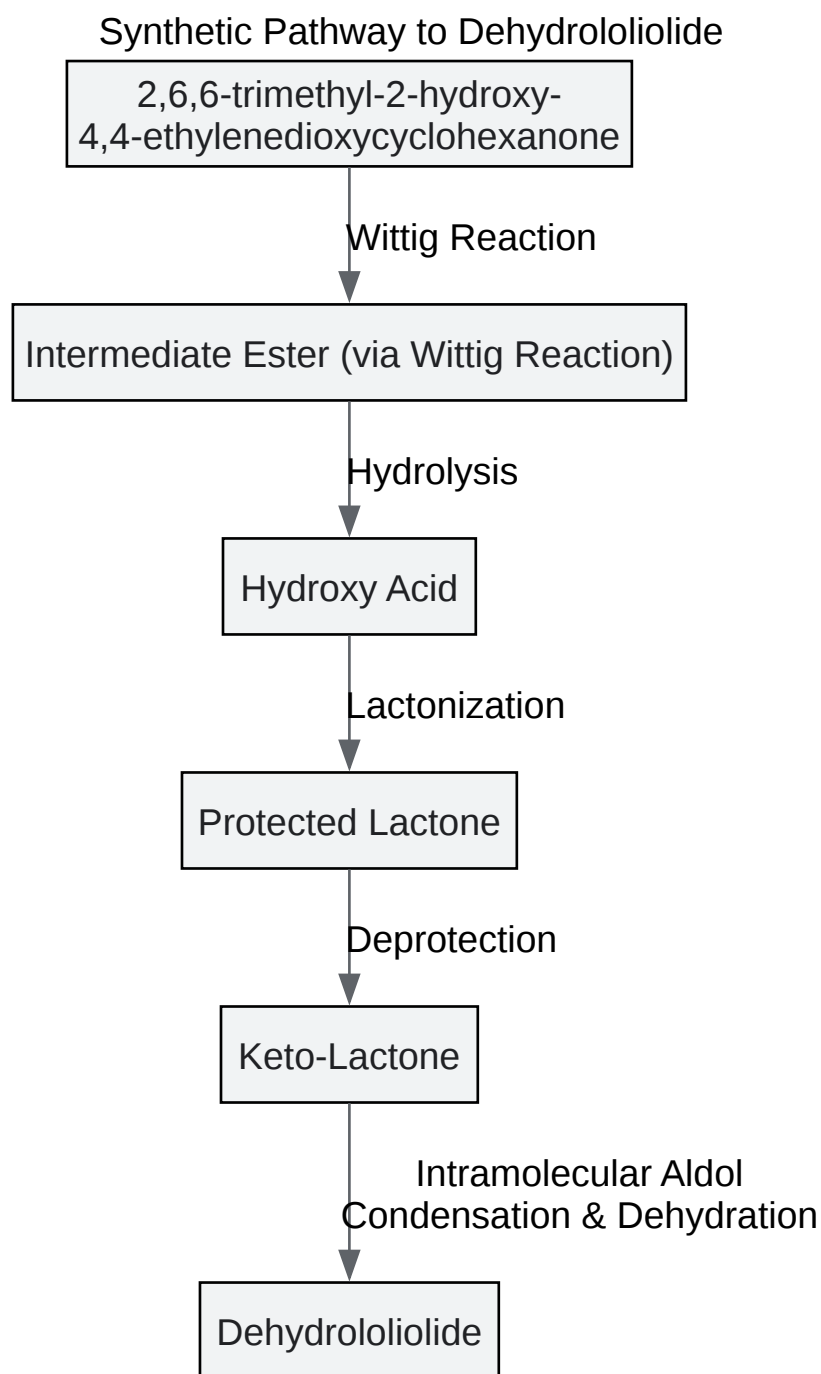 Synthetic Pathway to Dehydrololiolide
2,6,6-trimethyl-2-hydroxy-
4,4-ethylenedioxycyclohexanone
Wittig Reaction
Intermediate Ester (via Wittig Reaction)
Hydrolysis
Hydroxy Acid
Lactonization
Protected Lactone
Deprotection
Keto-Lactone
Intramolecular Aldol
Condensation & Dehydration
Dehydrololiolide